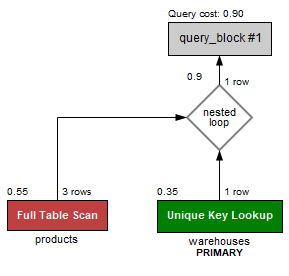 Query cost: 0.90
query_block #1
0.9
1 row
nested
loop
0.55
3 rows
0.35
1 row
Full Table Scan
Unique Key Lookup
products
warehouses
PRIMARY